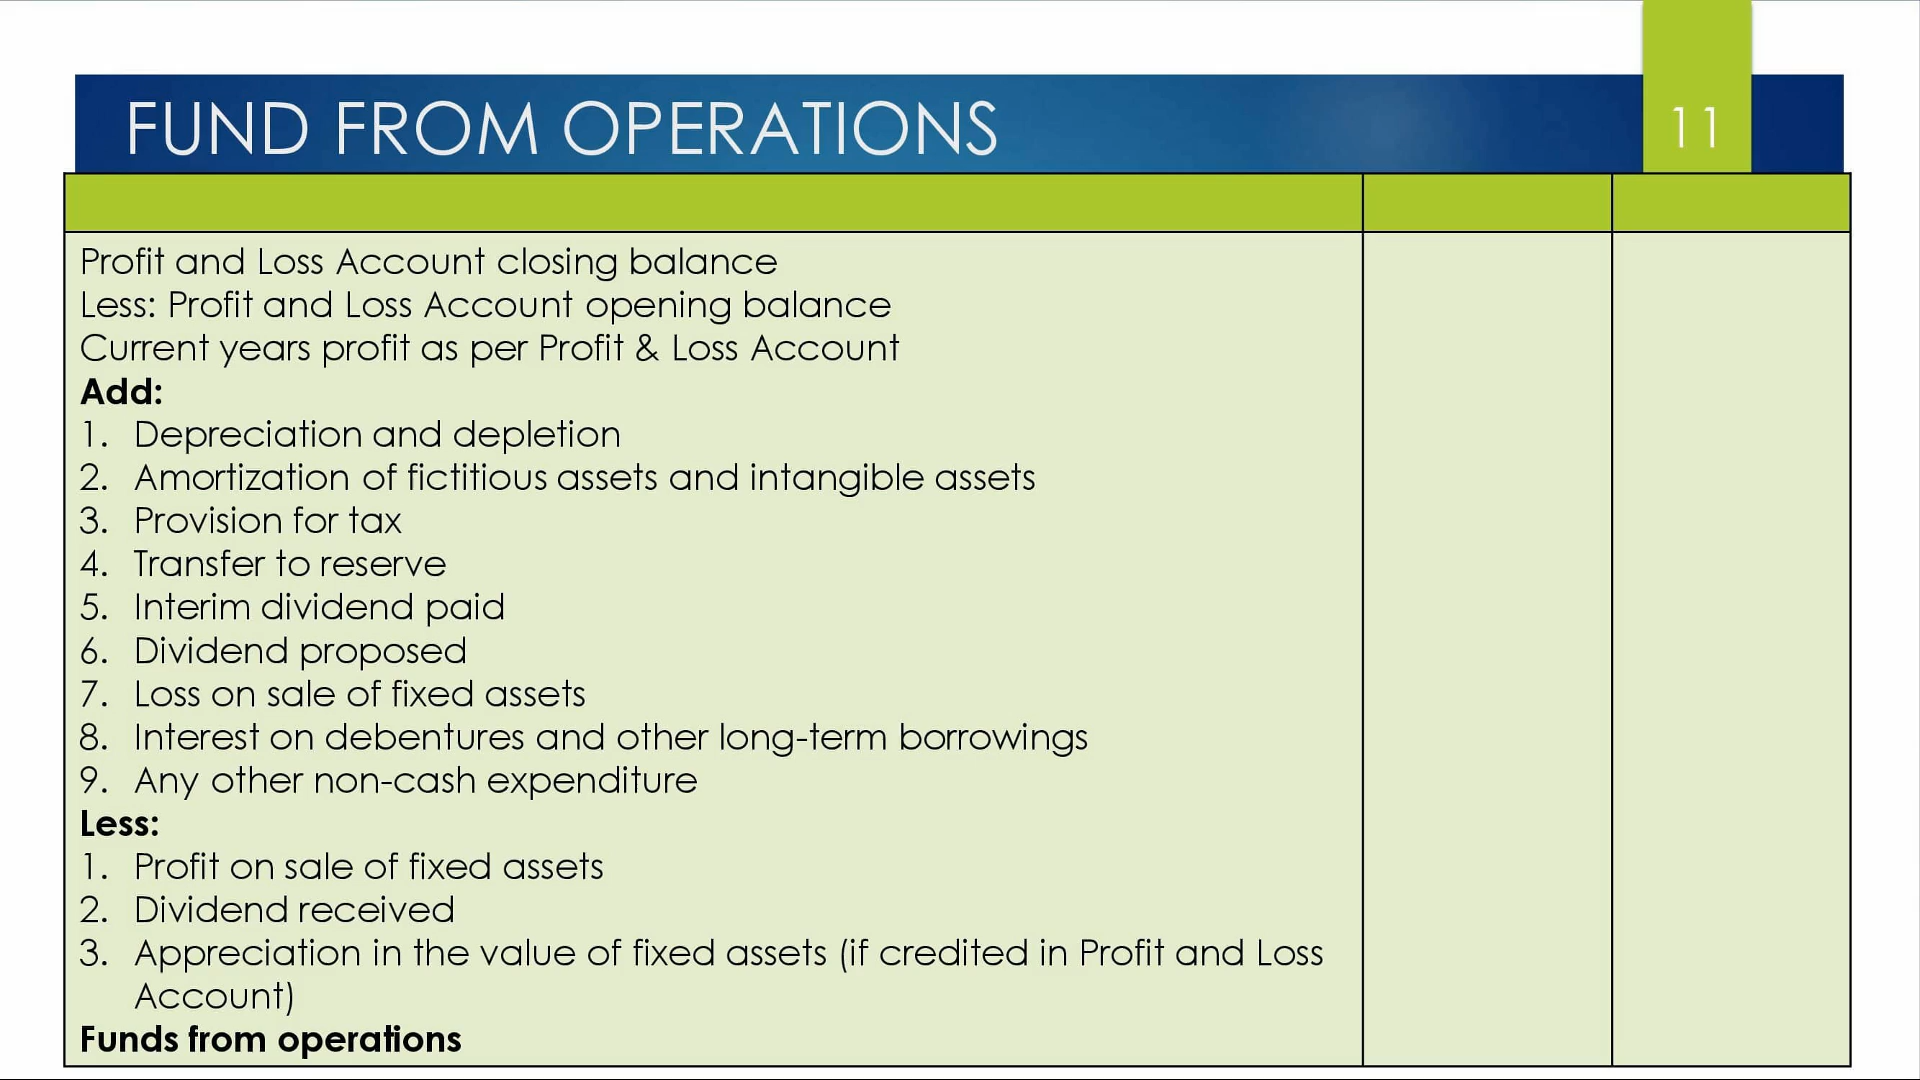 FUND FROM OPERATIONS
11
Profit and Loss Account closing balance
Less: Profit and Loss Account opening balance
Current years profit as per Profit & Loss Account
Add:
1. Depreciation and depletion
2. Amortization of fictitious assets and intangible assets
3. Provision for tax
4. Transfer to reserve
5. Interim dividend paid
6. Dividend proposed
7. Loss on sale of fixed assets
8. Interest on debentures and other long-term borrowings
9. Any other non-cash expenditure
Less:
1. Profit on sale of fixed assets
2. Dividend received
3. Appreciation in the value of fixed assets (if credited in Profit and Loss
Account)
Funds from operations